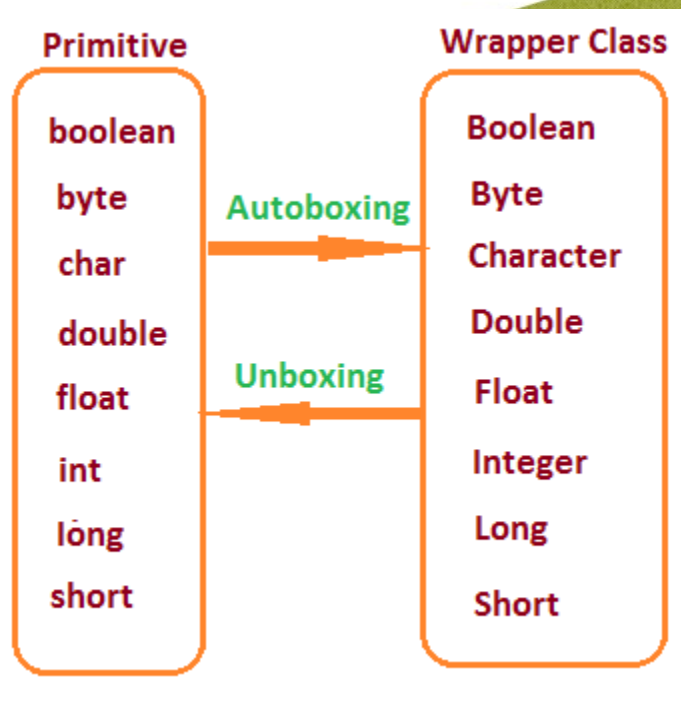 Primitive
boolean
byte
char
double
float
int
long
short
Autoboxing
Unboxing
Wrapper Class
Boolean
Byte
Character
Double
Float
Integer
Long
Short